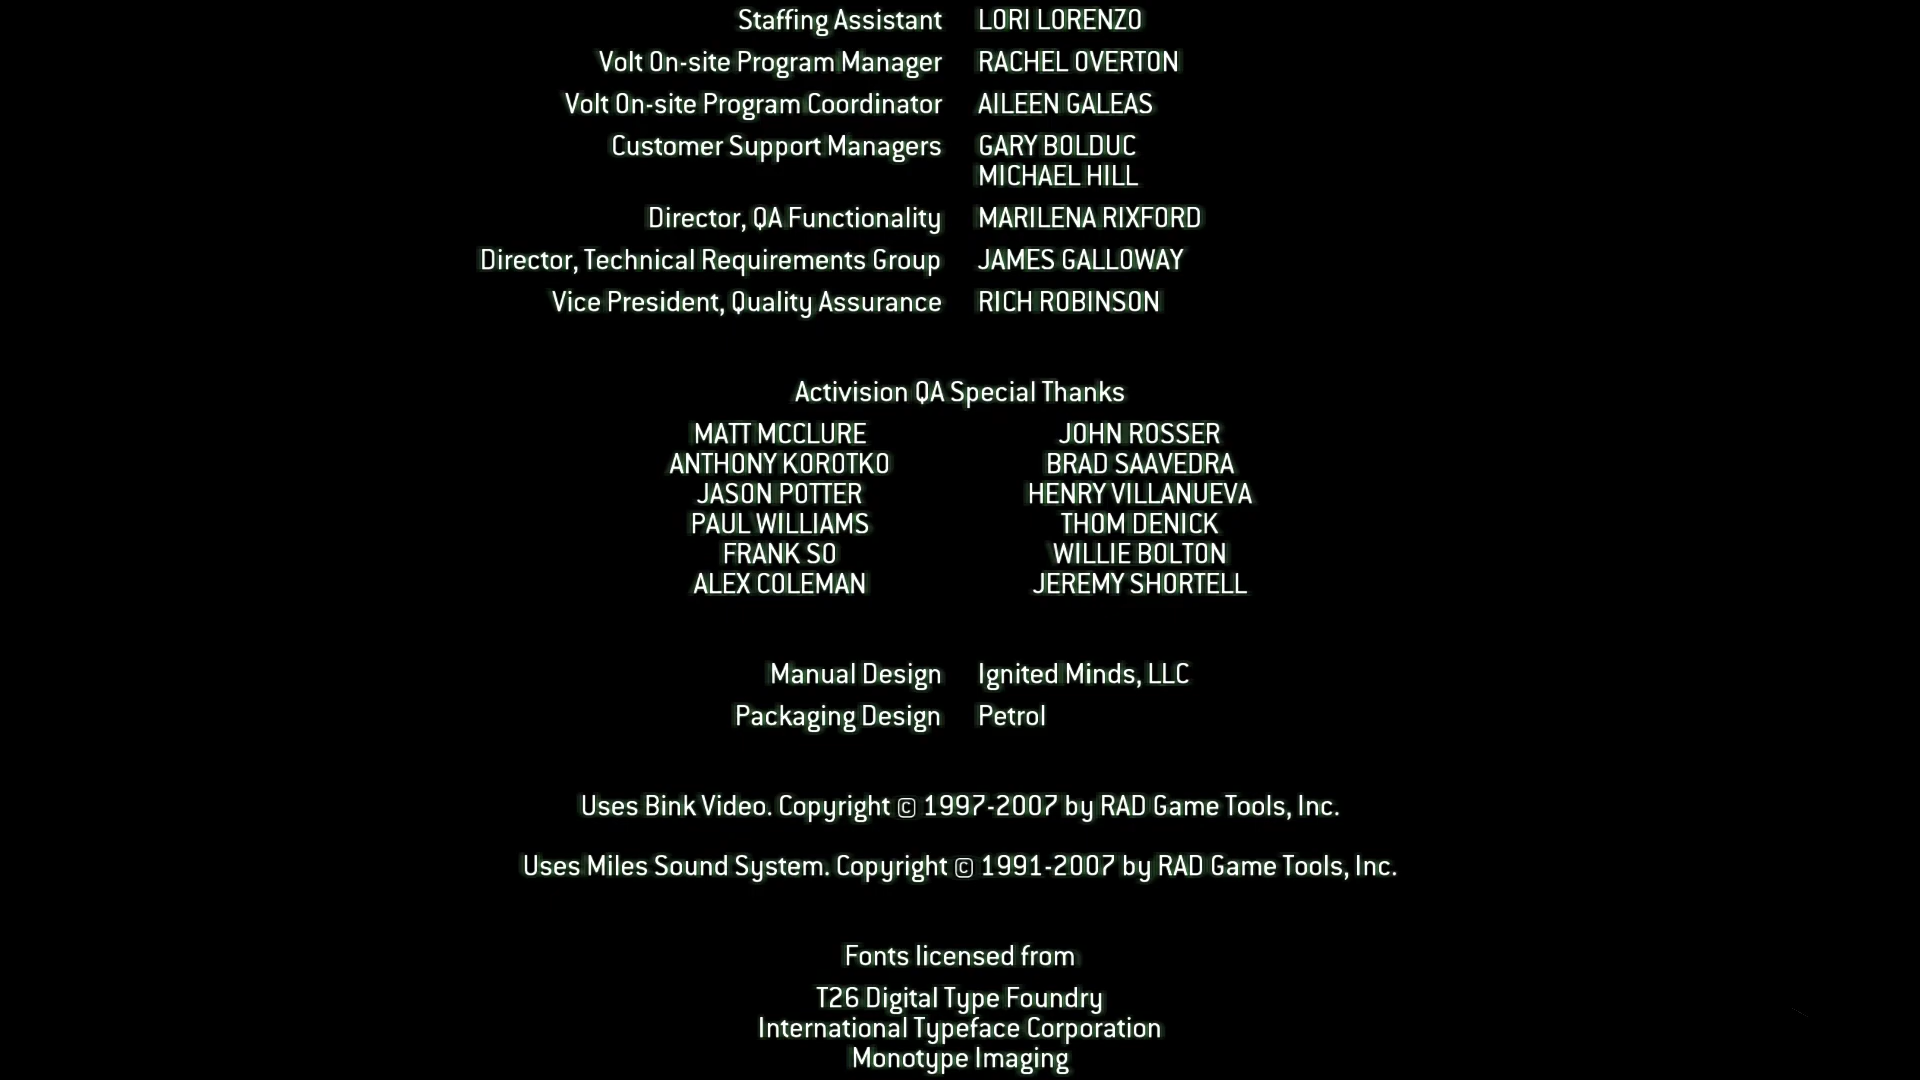 Staffing Assistant LORI LORENZO
Volt On-site Program Manager RACHEL OVERTON
Volt On-site Program Coordinator AILEEN GALEAS
Customer Support Managers GARY BOLDUC
MICHAEL HILL
Director, QA Functionality MARILENA RIXFORD
Director, Technical Requirements Group JAMES GALLOWAY
Vice President, Quality Assurance RICH ROBINSON
Activision QA Special Thanks
MATT MCCLURE JOHN ROSSER
ANTHONY KOROTKO BRAD SAAVEDRA
JASON POTTER HENRY VILLANUEVA
PAUL WILLIAMS THOM DENICK
FRANK SO WILLIE BOLTON
ALEX COLEMAN JEREMY SHORTELL
Manual Design Ignited Minds, LLC
Packaging Design Petrol
Uses Bink Video. Copyright © 1997-2007 by RAD Game Tools, Inc.
Uses Miles Sound System. Copyright © 1991-2007 by RAD Game Tools, Inc.
Fonts licensed from
T26 Digital Type Foundry
International Typeface Corporation
Monotype Imaging